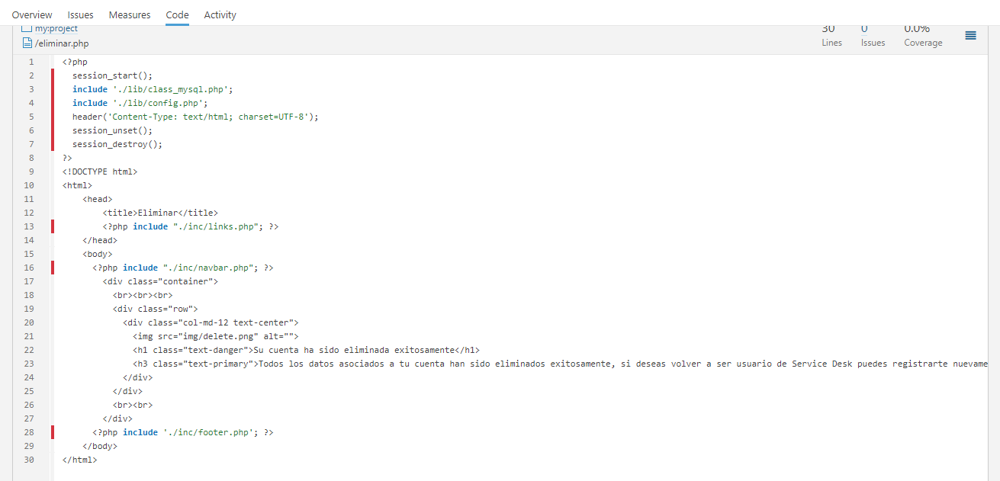 Overview Issues Measures Code Activity
my:project
/eliminar.php
30 0 0.0%
Lines Issues Coverage
1 <?php
2 session_start();
3 include './lib/class_mysql.php';
4 include './lib/config.php';
5 header('Content-Type: text/html; charset=UTF-8');
6 session_unset();
7 session_destroy();
8 ?>
9 <!DOCTYPE html>
10 <html>
11 <head>
12 <title>Eliminar</title>
13 <?php include "./inc/links.php"; ?>
14 </head>
15 <body>
16 <?php include "./inc/navbar.php"; ?>
17 <div class="container">
18 <br><br><br>
19 <div class="row">
20 <div class="col-md-12 text-center">
21 <img src="img/delete.png" alt="">
22 <h1 class="text-danger">Su cuenta ha sido eliminada exitosamente</h1>
23 <h3 class="text-primary">Todos los datos asociados a tu cuenta han sido eliminados exitosamente, si deseas volver a ser usuario de Service Desk puedes registrarte nuevame
24 </div>
25 </div>
26 <br><br>
27 </div>
28 <?php include './inc/footer.php'; ?>
29 </body>
30 </html>